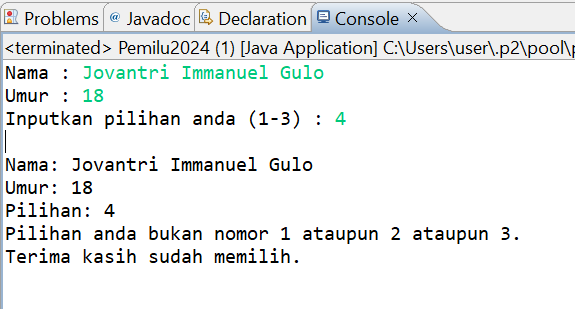 Problems @ Javadoc Declaration Console
<terminated> Pemilu2024 (1) [Java Application] C:\Users\user\.p2\pool\p
Nama : Jovantri Immanuel Gulo
Umur : 18
Inputkan pilihan anda (1-3) : 4
Nama: Jovantri Immanuel Gulo
Umur: 18
Pilihan: 4
Pilihan anda bukan nomor 1 ataupun 2 ataupun 3.
Terima kasih sudah memilih.